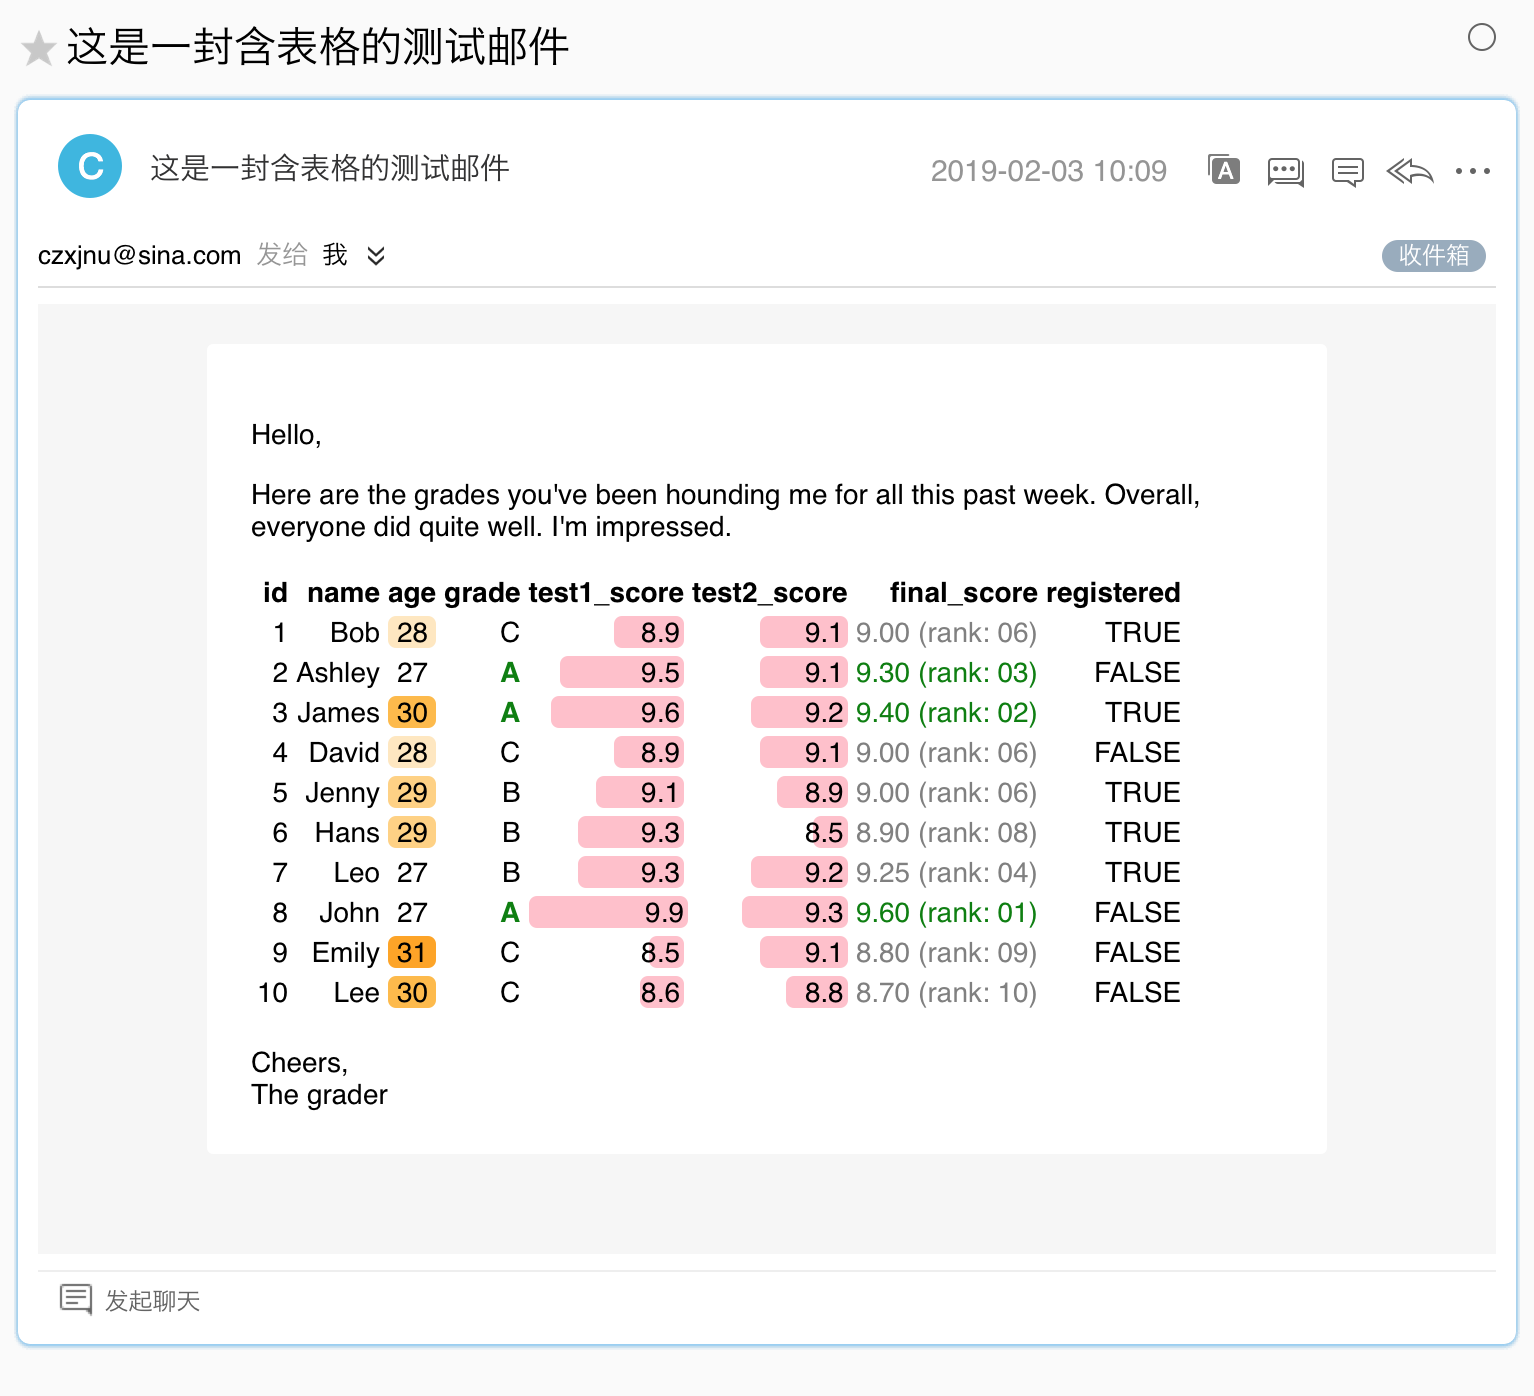 这是一封含表格的测试邮件
C 这是一封含表格的测试邮件 2019-02-03 10:09 A
czxjnu@sina.com 发给 我 收件箱
Hello,
Here are the grades you've been hounding me for all this past week. Overall,
everyone did quite well. I'm impressed.
id name age grade test1_score test2_score final_score registered
1 Bob 28 C 8.9 9.1 9.00 (rank: 06) TRUE
2 Ashley 27 A 9.5 9.1 9.30 (rank: 03) FALSE
3 James 30 A 9.6 9.2 9.40 (rank: 02) TRUE
4 David 28 C 8.9 9.1 9.00 (rank: 06) FALSE
5 Jenny 29 B 9.1 8.9 9.00 (rank: 06) TRUE
6 Hans 29 B 9.3 8.5 8.90 (rank: 08) TRUE
7 Leo 27 B 9.3 9.2 9.25 (rank: 04) TRUE
8 John 27 A 9.9 9.3 9.60 (rank: 01) FALSE
9 Emily 31 C 8.5 9.1 8.80 (rank: 09) FALSE
10 Lee 30 C 8.6 8.8 8.70 (rank: 10) FALSE
Cheers,
The grader
发起聊天